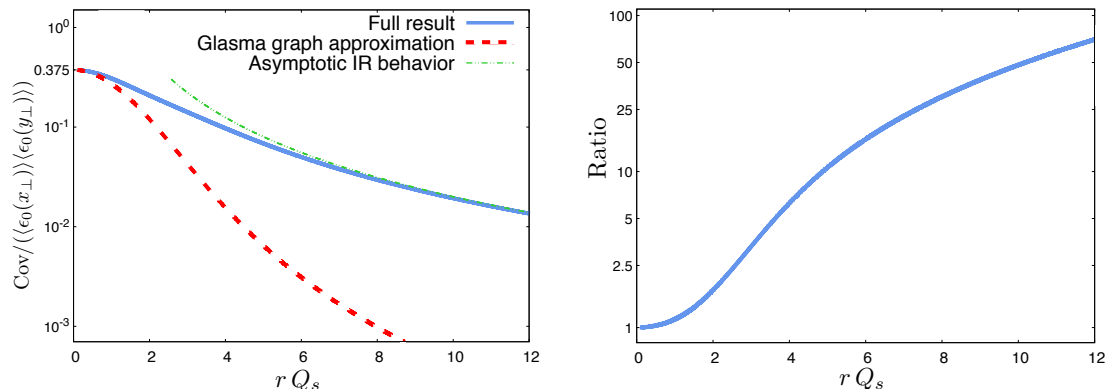 Full result
Glasma graph approximation
Asymptotic IR behavior
10⁰
0.375
10⁻¹
10⁻²
10⁻³
Cov/(⟨ϵ₀(x⊥)⟩⟨ϵ₀(y⊥)⟩)
0 2 4 6 8 10 12
r Qₛ
100
50
25
10
5
2.5
1
Ratio
0 2 4 6 8 10 12
r Qₛ